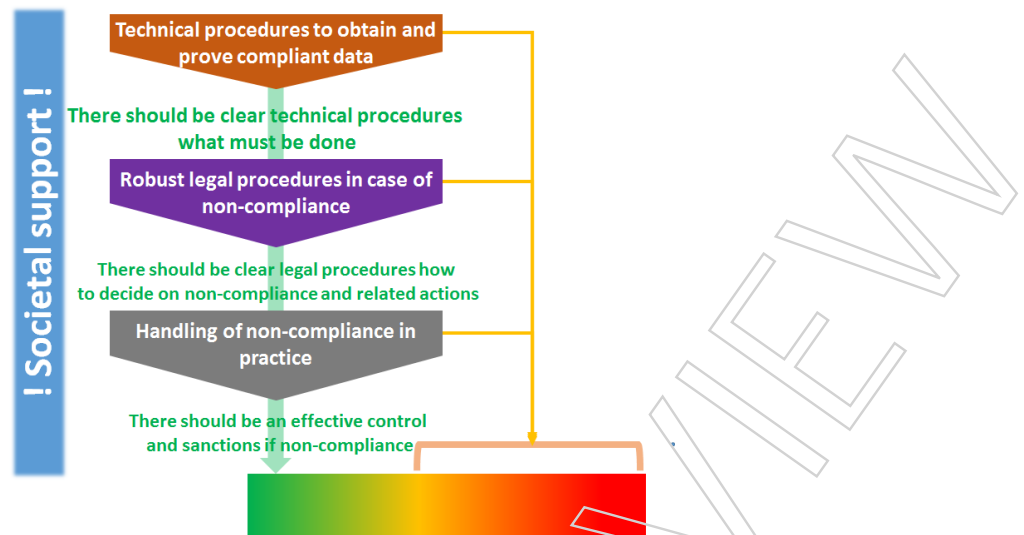 ! Societal support !
Technical procedures to obtain and
prove compliant data
There should be clear technical procedures
what must be done
Robust legal procedures in case of
non-compliance
There should be clear legal procedures how
to decide on non-compliance and related actions
Handling of non-compliance in
practice
There should be an effective control
and sanctions if non-compliance
VIEW